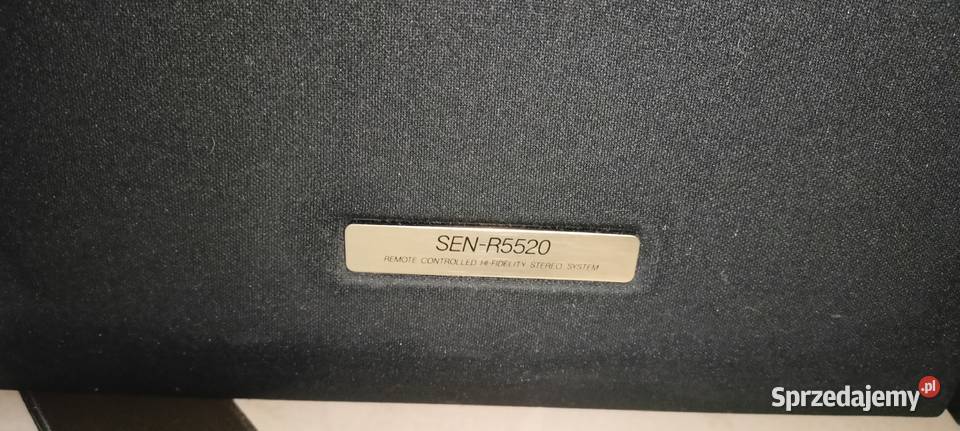 SEN-R5520
REMOTE CONTROLLED HI-FIDELITY STEREO SYSTEM
Sprzedajemy.pl